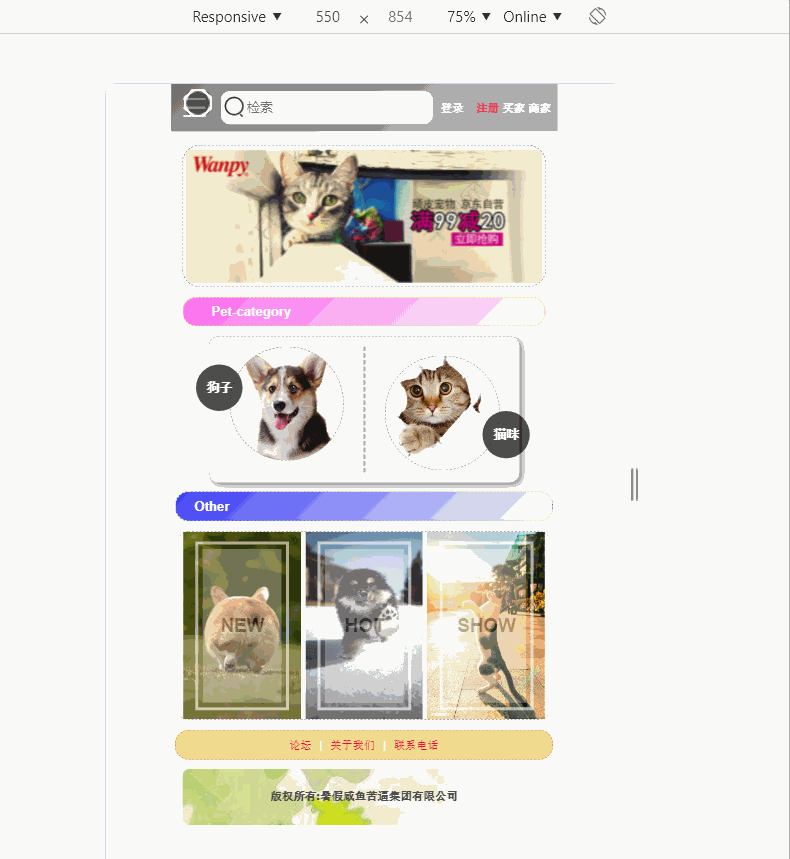 Responsive ▼ 550 × 854 75% ▼ Online ▼
检索 登录 注册 买家 商家
Wanpy
顽皮宠物 京东自营
满99减20
立即抢购
Pet-category
狗子
猫咪
Other
NEW HOT SHOW
论坛 | 关于我们 | 联系电话
版权所有:暑假咸鱼苦逼集团有限公司